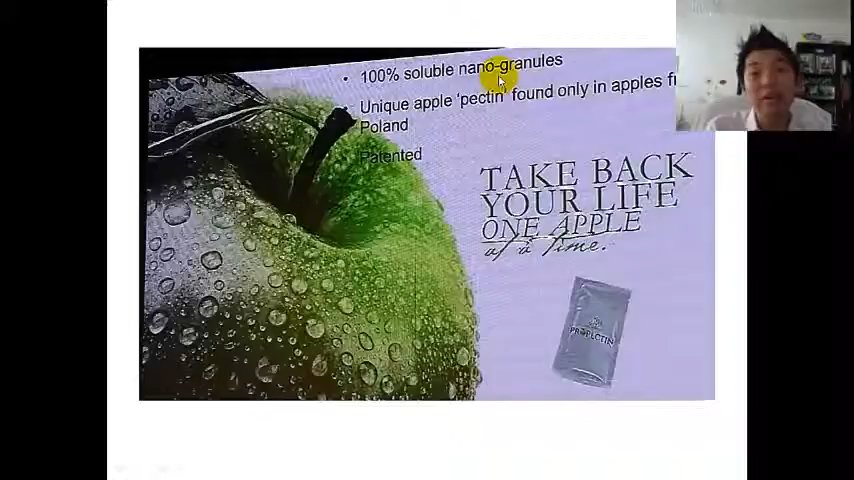 • 100% soluble nano-granules
• Unique apple 'pectin' found only in apples
Poland
Patented
TAKE BACK
YOUR LIFE
ONE APPLE
at a time.
PROPECTIN